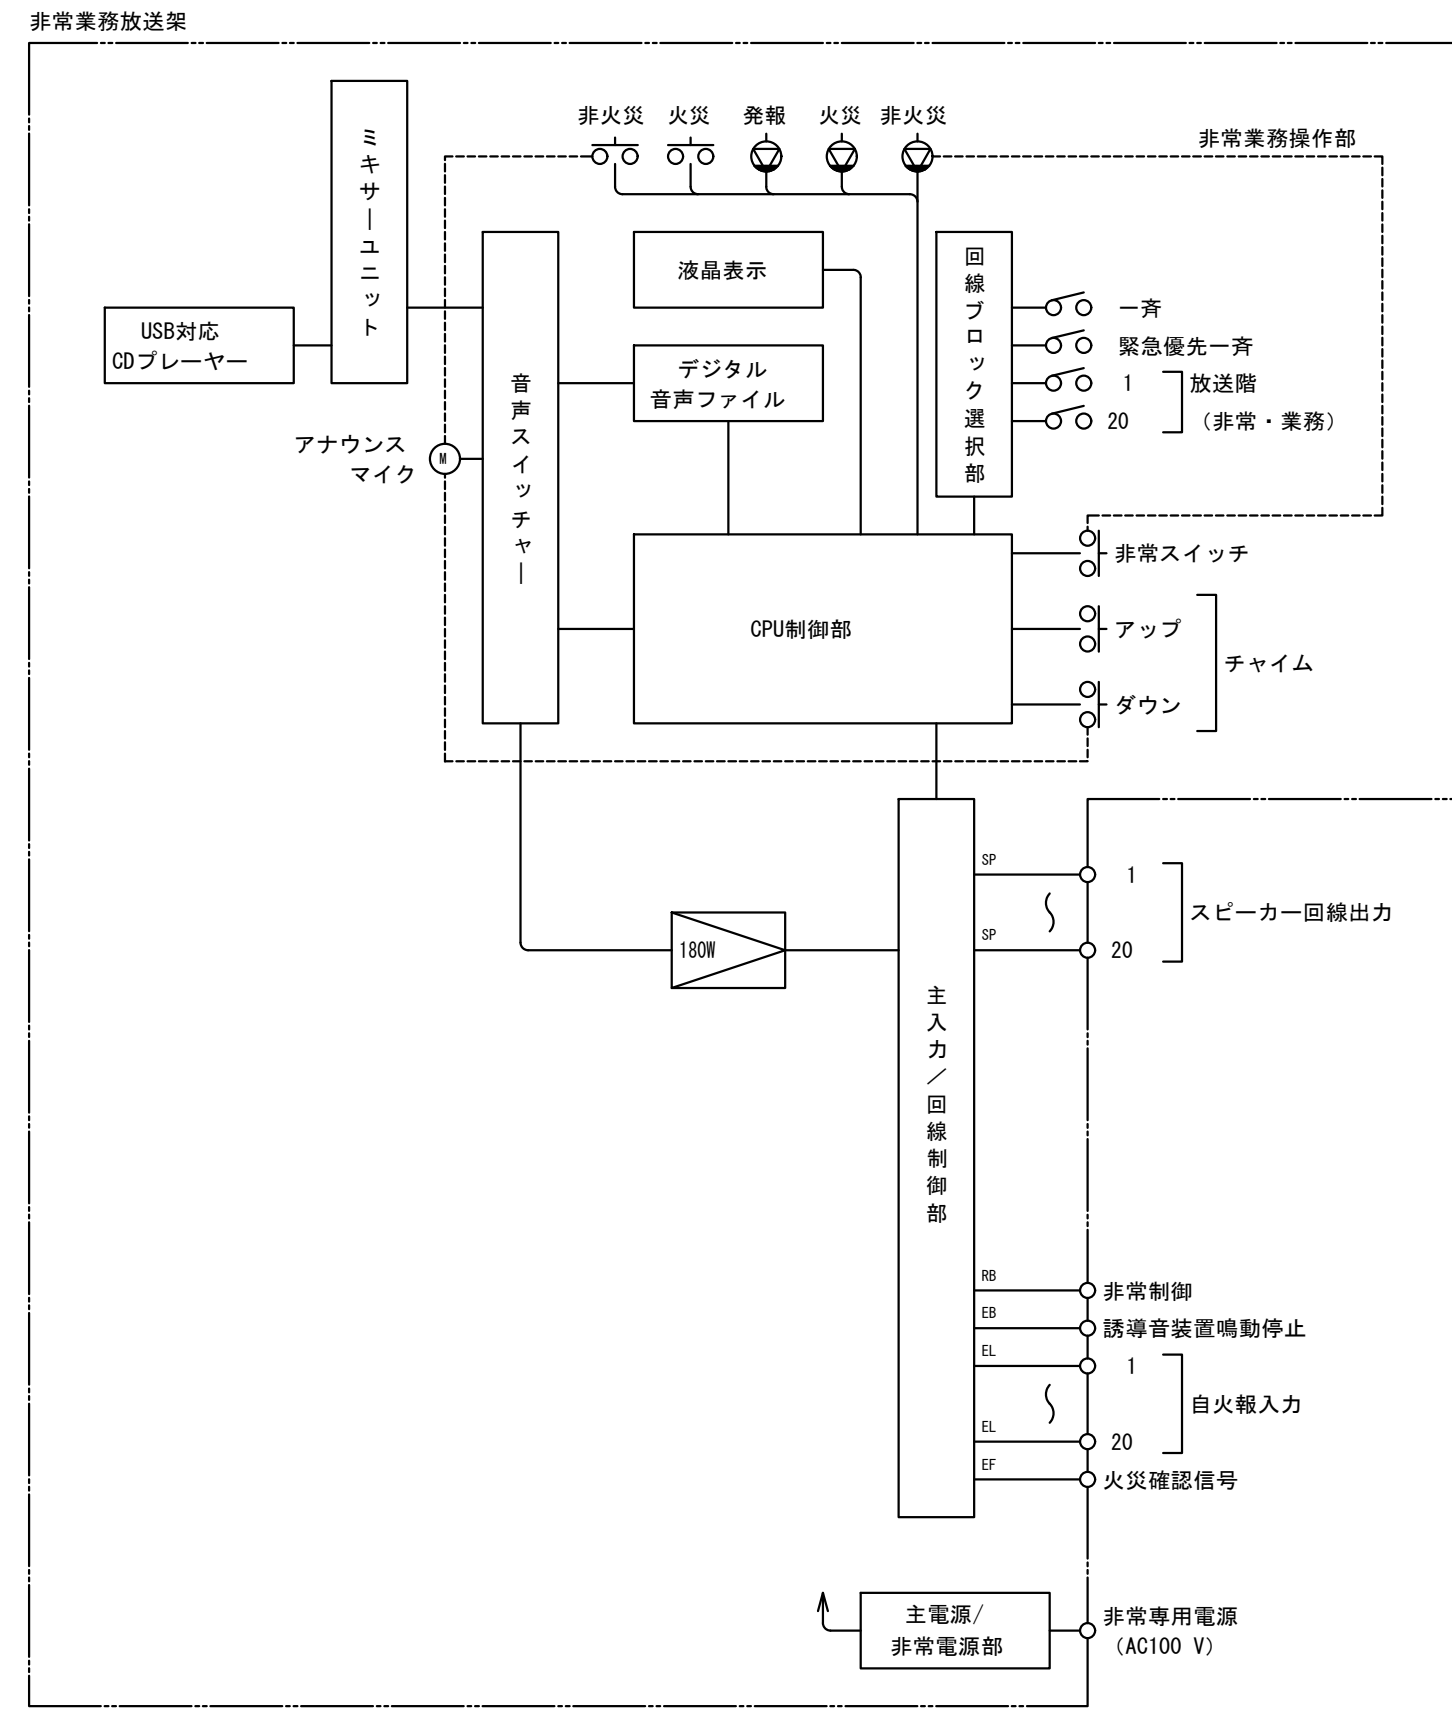 非常業務放送架
非火災
火災
発報
火災
非火災
非常業務操作部
ミキサーユニット
USB対応
CDプレーヤー
音声スイッチャー
液晶表示
デジタル
音声ファイル
回線ブロック選択部
一斉
緊急優先一斉
1
放送階
20
（非常・業務）
アナウンス
マイク
M
CPU制御部
非常スイッチ
アップ
チャイム
ダウン
180W
主入力／回線制御部
SP
1
スピーカー回線出力
SP
20
RB
非常制御
EB
誘導音装置鳴動停止
EL
1
自火報入力
EL
20
EF
火災確認信号
主電源/
非常電源部
非常専用電源
（AC100 V）